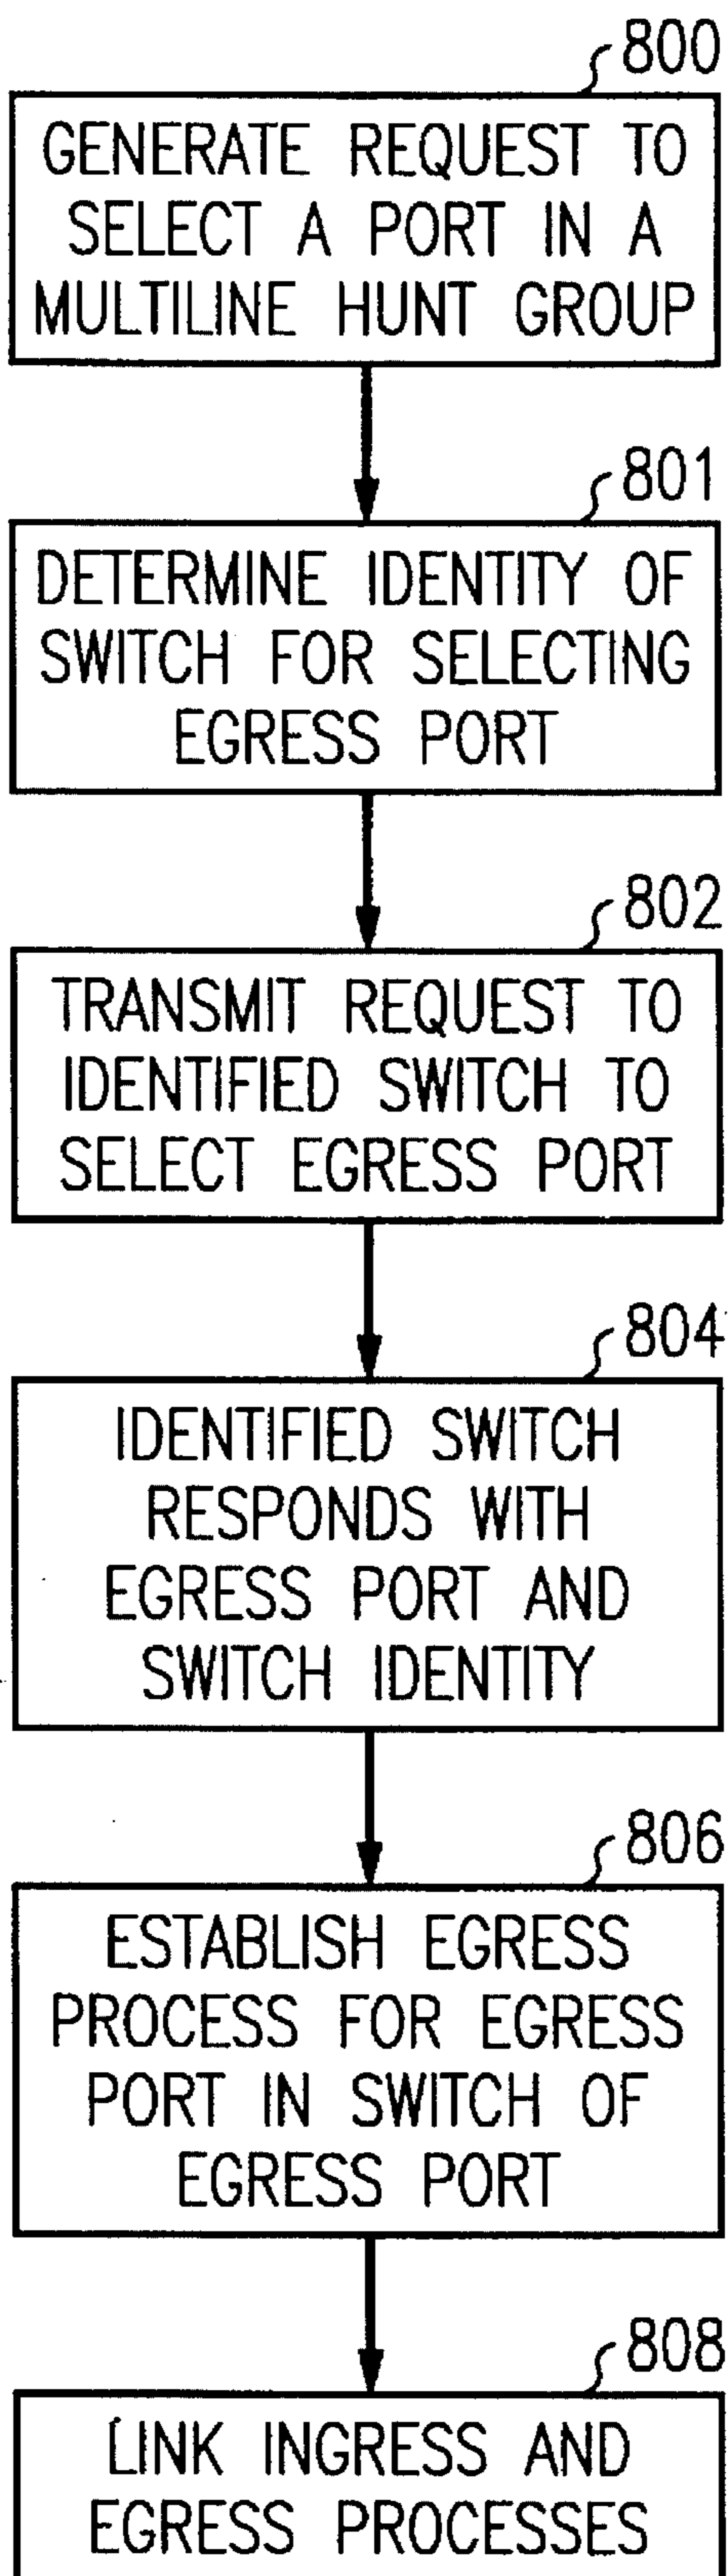 800
GENERATE REQUEST TO
SELECT A PORT IN A
MULTILINE HUNT GROUP
801
DETERMINE IDENTITY OF
SWITCH FOR SELECTING
EGRESS PORT
802
TRANSMIT REQUEST TO
IDENTIFIED SWITCH TO
SELECT EGRESS PORT
804
IDENTIFIED SWITCH
RESPONDS WITH
EGRESS PORT AND
SWITCH IDENTITY
806
ESTABLISH EGRESS
PROCESS FOR EGRESS
PORT IN SWITCH OF
EGRESS PORT
808
LINK INGRESS AND
EGRESS PROCESSES